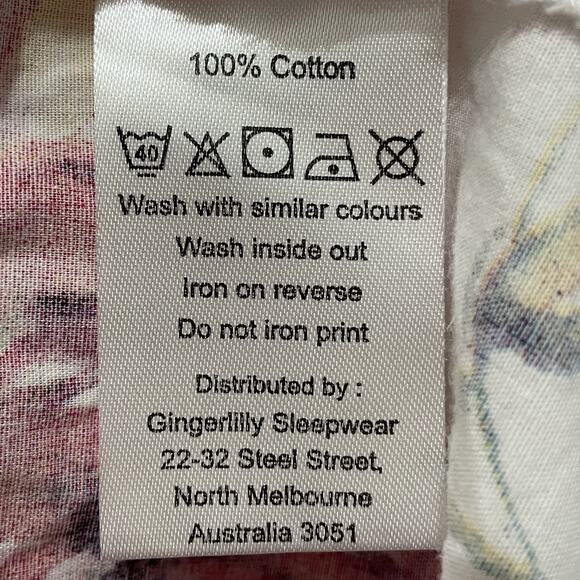 100% Cotton
40
Wash with similar colours
Wash inside out
Iron on reverse
Do not iron print
Distributed by :
Gingerlilly Sleepwear
22-32 Steel Street,
North Melbourne
Australia 3051